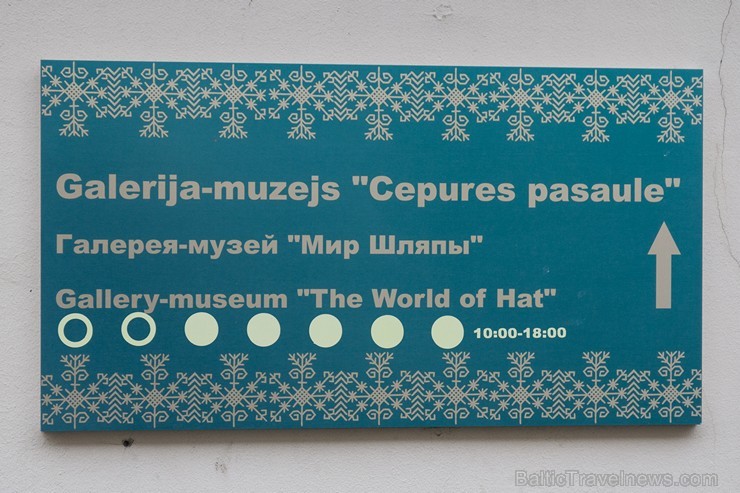 Galerija-muzejs "Cepures pasaule"
Галерея-музей "Мир Шляпы"
Gallery-museum "The World of Hat"
10:00-18:00
BalticTravelnews.com